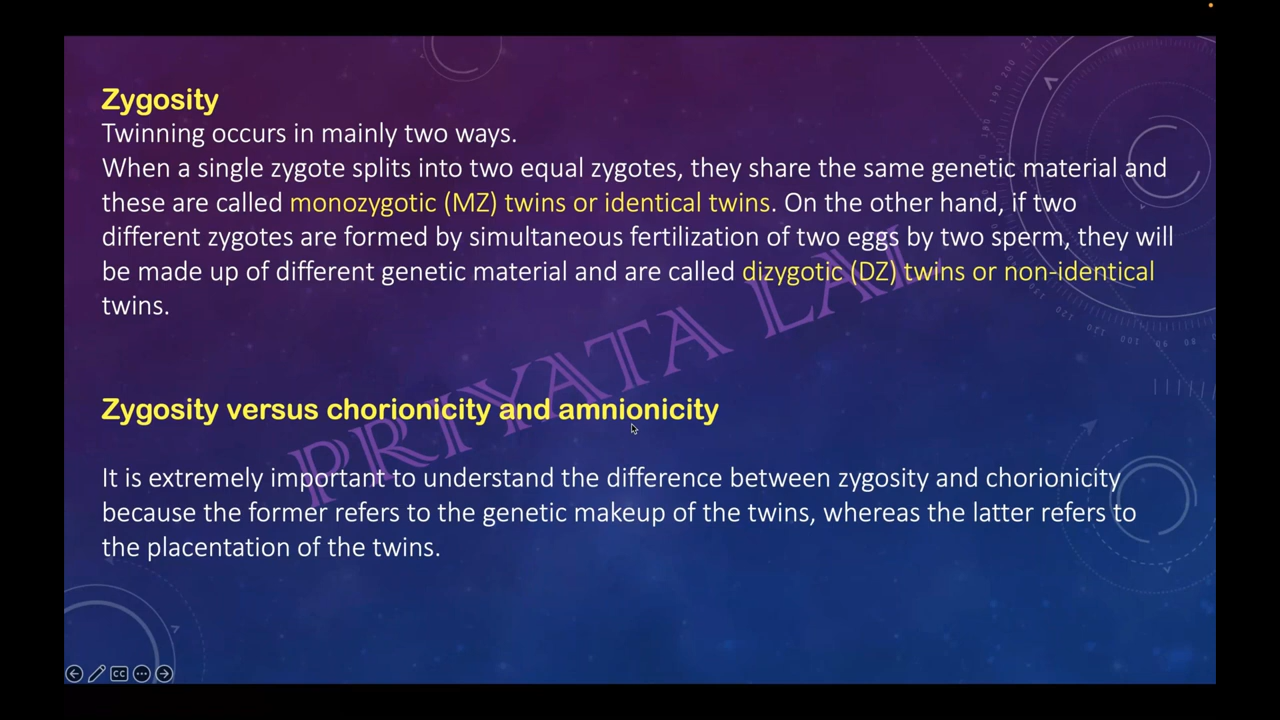 Zygosity
Twinning occurs in mainly two ways.
When a single zygote splits into two equal zygotes, they share the same genetic material and
these are called monozygotic (MZ) twins or identical twins. On the other hand, if two
different zygotes are formed by simultaneous fertilization of two eggs by two sperm, they will
be made up of different genetic material and are called dizygotic (DZ) twins or non-identical
twins.
PRIYATA LAL
Zygosity versus chorionicity and amnionicity
It is extremely important to understand the difference between zygosity and chorionicity
because the former refers to the genetic makeup of the twins, whereas the latter refers to
the placentation of the twins.
CC